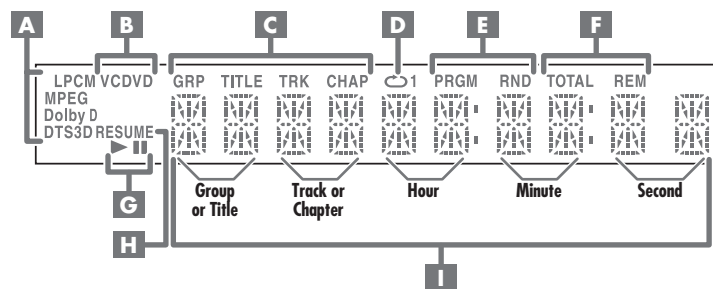 A B C D E F
LPCM VCDVD GRP TITLE TRK CHAP 1 PRGM RND TOTAL REM
MPEG
Dolby D
DTS3D RESUME
Group or Title
Track or Chapter
Hour
Minute
Second
G
H
I